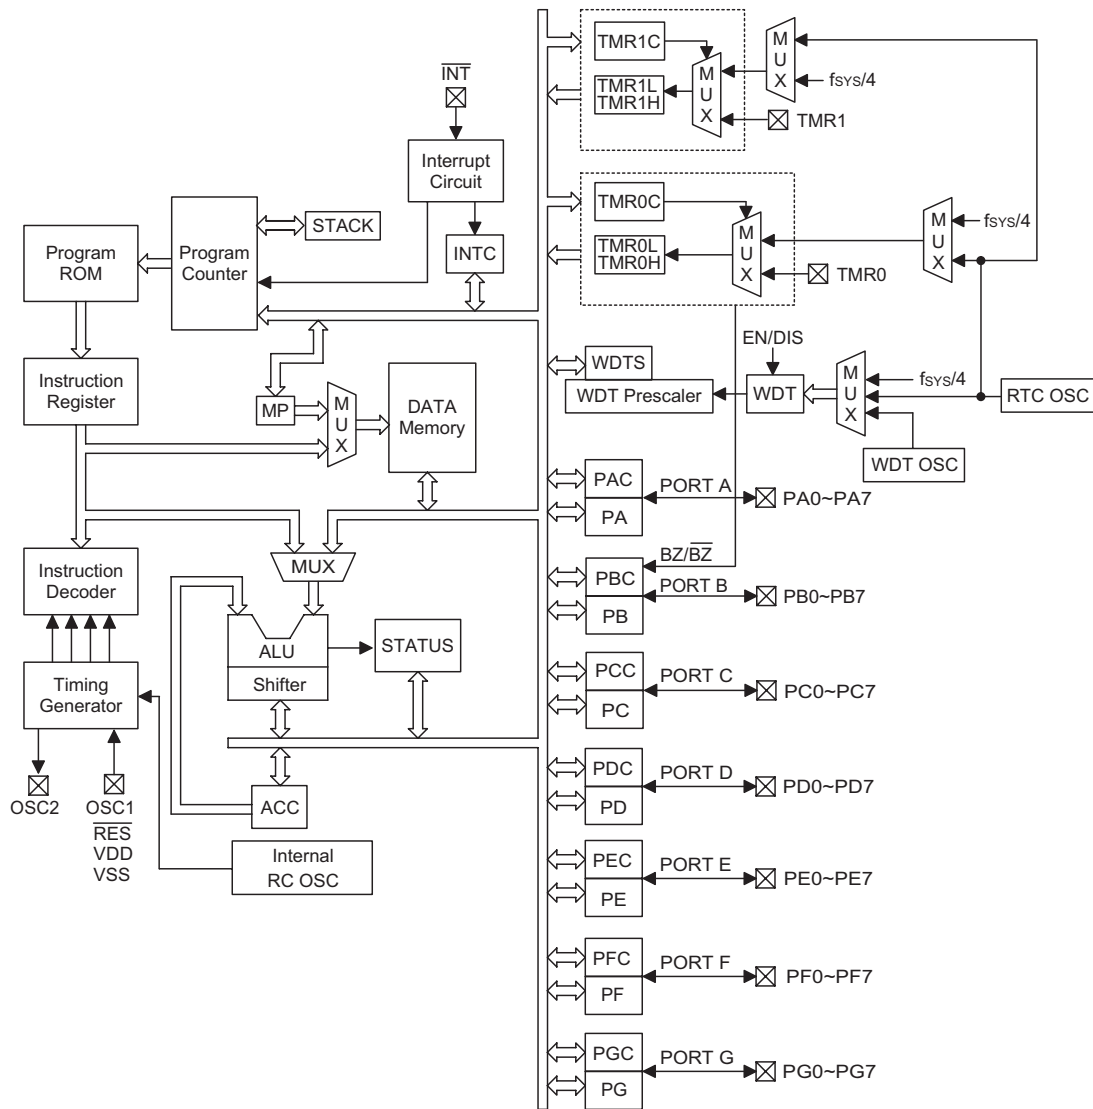 INT
Interrupt
Circuit
INTC
STACK
Program
Counter
Program
ROM
Instruction
Register
MP
M
U
X
DATA
Memory
Instruction
Decoder
MUX
ALU
Shifter
STATUS
Timing
Generator
OSC2
OSC1
RES
VDD
VSS
ACC
Internal
RC OSC
TMR1C
TMR1L
TMR1H
M
U
X
M
U
X
fSYS/4
TMR1
TMR0C
TMR0L
TMR0H
M
U
X
M
U
X
fSYS/4
TMR0
EN/DIS
WDTS
WDT Prescaler
WDT
M
U
X
fSYS/4
RTC OSC
WDT OSC
PAC
PA
PORT A
PA0~PA7
BZ/BZ
PBC
PB
PORT B
PB0~PB7
PCC
PC
PORT C
PC0~PC7
PDC
PD
PORT D
PD0~PD7
PEC
PE
PORT E
PE0~PE7
PFC
PF
PORT F
PF0~PF7
PGC
PG
PORT G
PG0~PG7